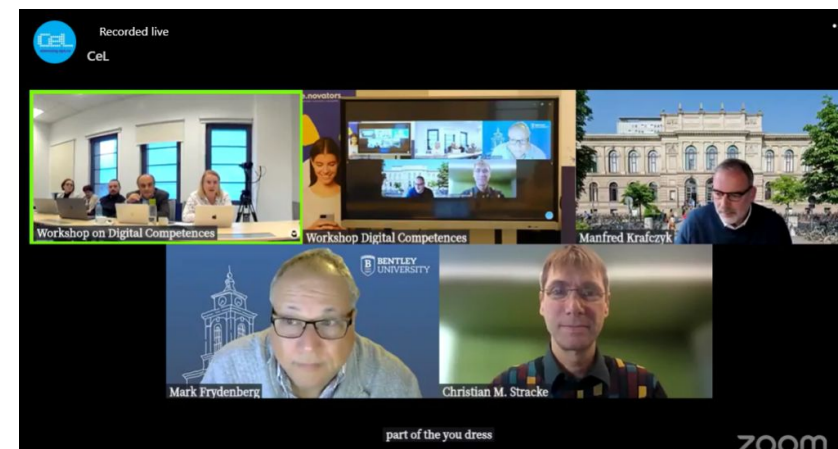 CeL
Recorded live
CeL
.novators
Workshop on Digital Competences
Workshop Digital Competences
Manfred Krafczyk
B BENTLEY
UNIVERSITY
Mark Frydenberg
Christian M. Stracke
part of the you dress
zoom